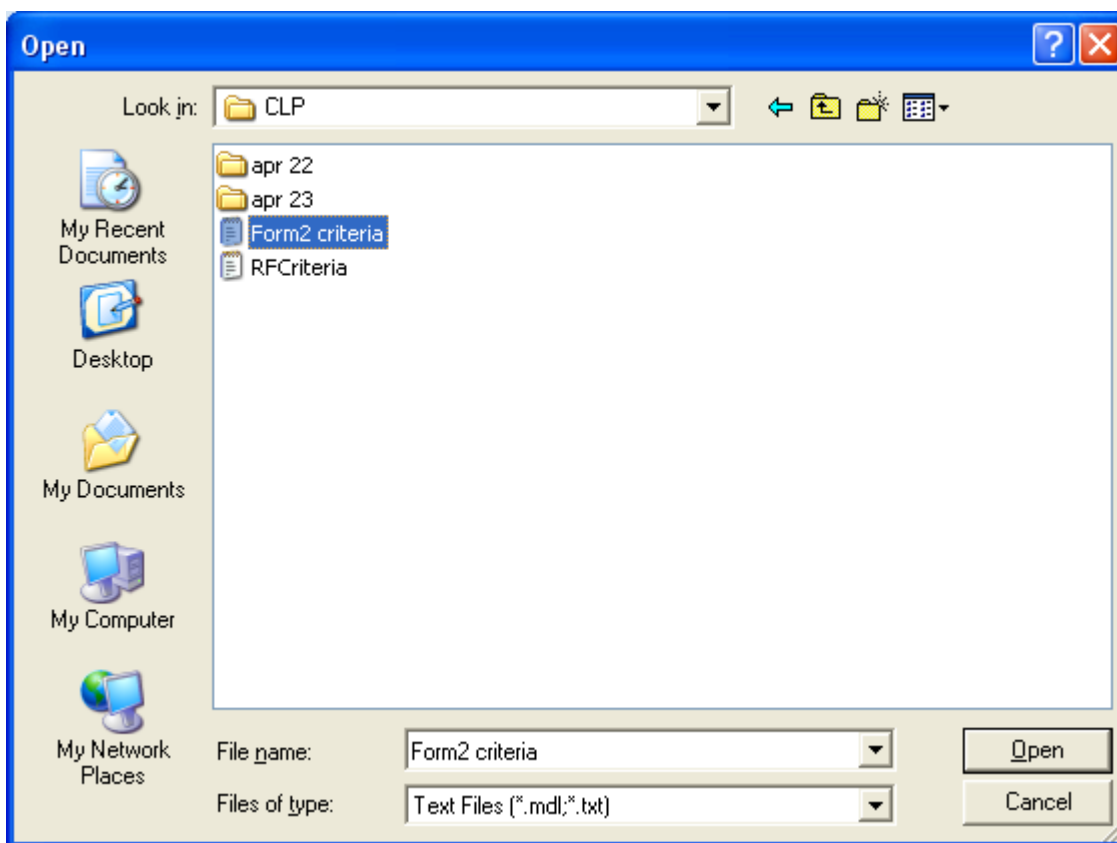 Open
Look in: CLP
apr 22
apr 23
Form2 criteria
RFCriteria
My Recent
Documents
Desktop
My Documents
My Computer
My Network
Places
File name: Form2 criteria Open
Files of type: Text Files (*.mdl;*.txt) Cancel